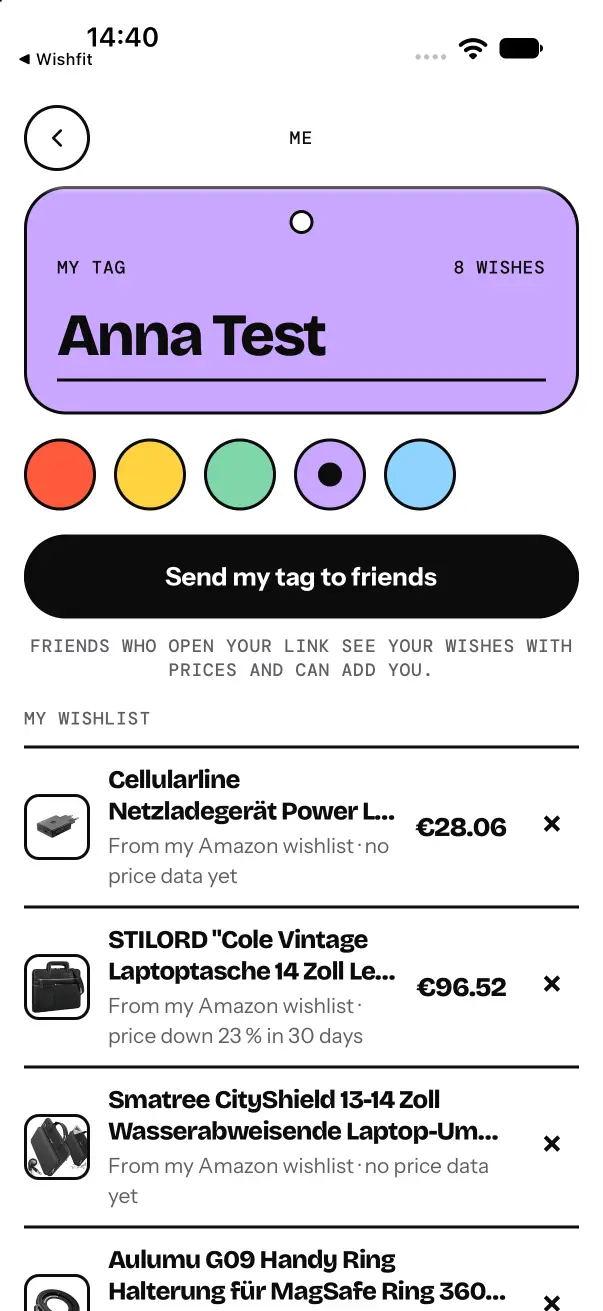 14:40
◀ Wishfit
ME
MY TAG
8 WISHES
Anna Test
Send my tag to friends
FRIENDS WHO OPEN YOUR LINK SEE YOUR WISHES WITH
PRICES AND CAN ADD YOU.
MY WISHLIST
Cellularline
Netzladegerät Power L...
€28.06
From my Amazon wishlist · no
price data yet
STILORD "Cole Vintage
Laptoptasche 14 Zoll Le...
€96.52
From my Amazon wishlist ·
price down 23 % in 30 days
Smatree CityShield 13-14 Zoll
Wasserabweisende Laptop-Um...
From my Amazon wishlist · no price data
yet
Aulumu G09 Handy Ring
Halterung für MagSafe Ring 360...